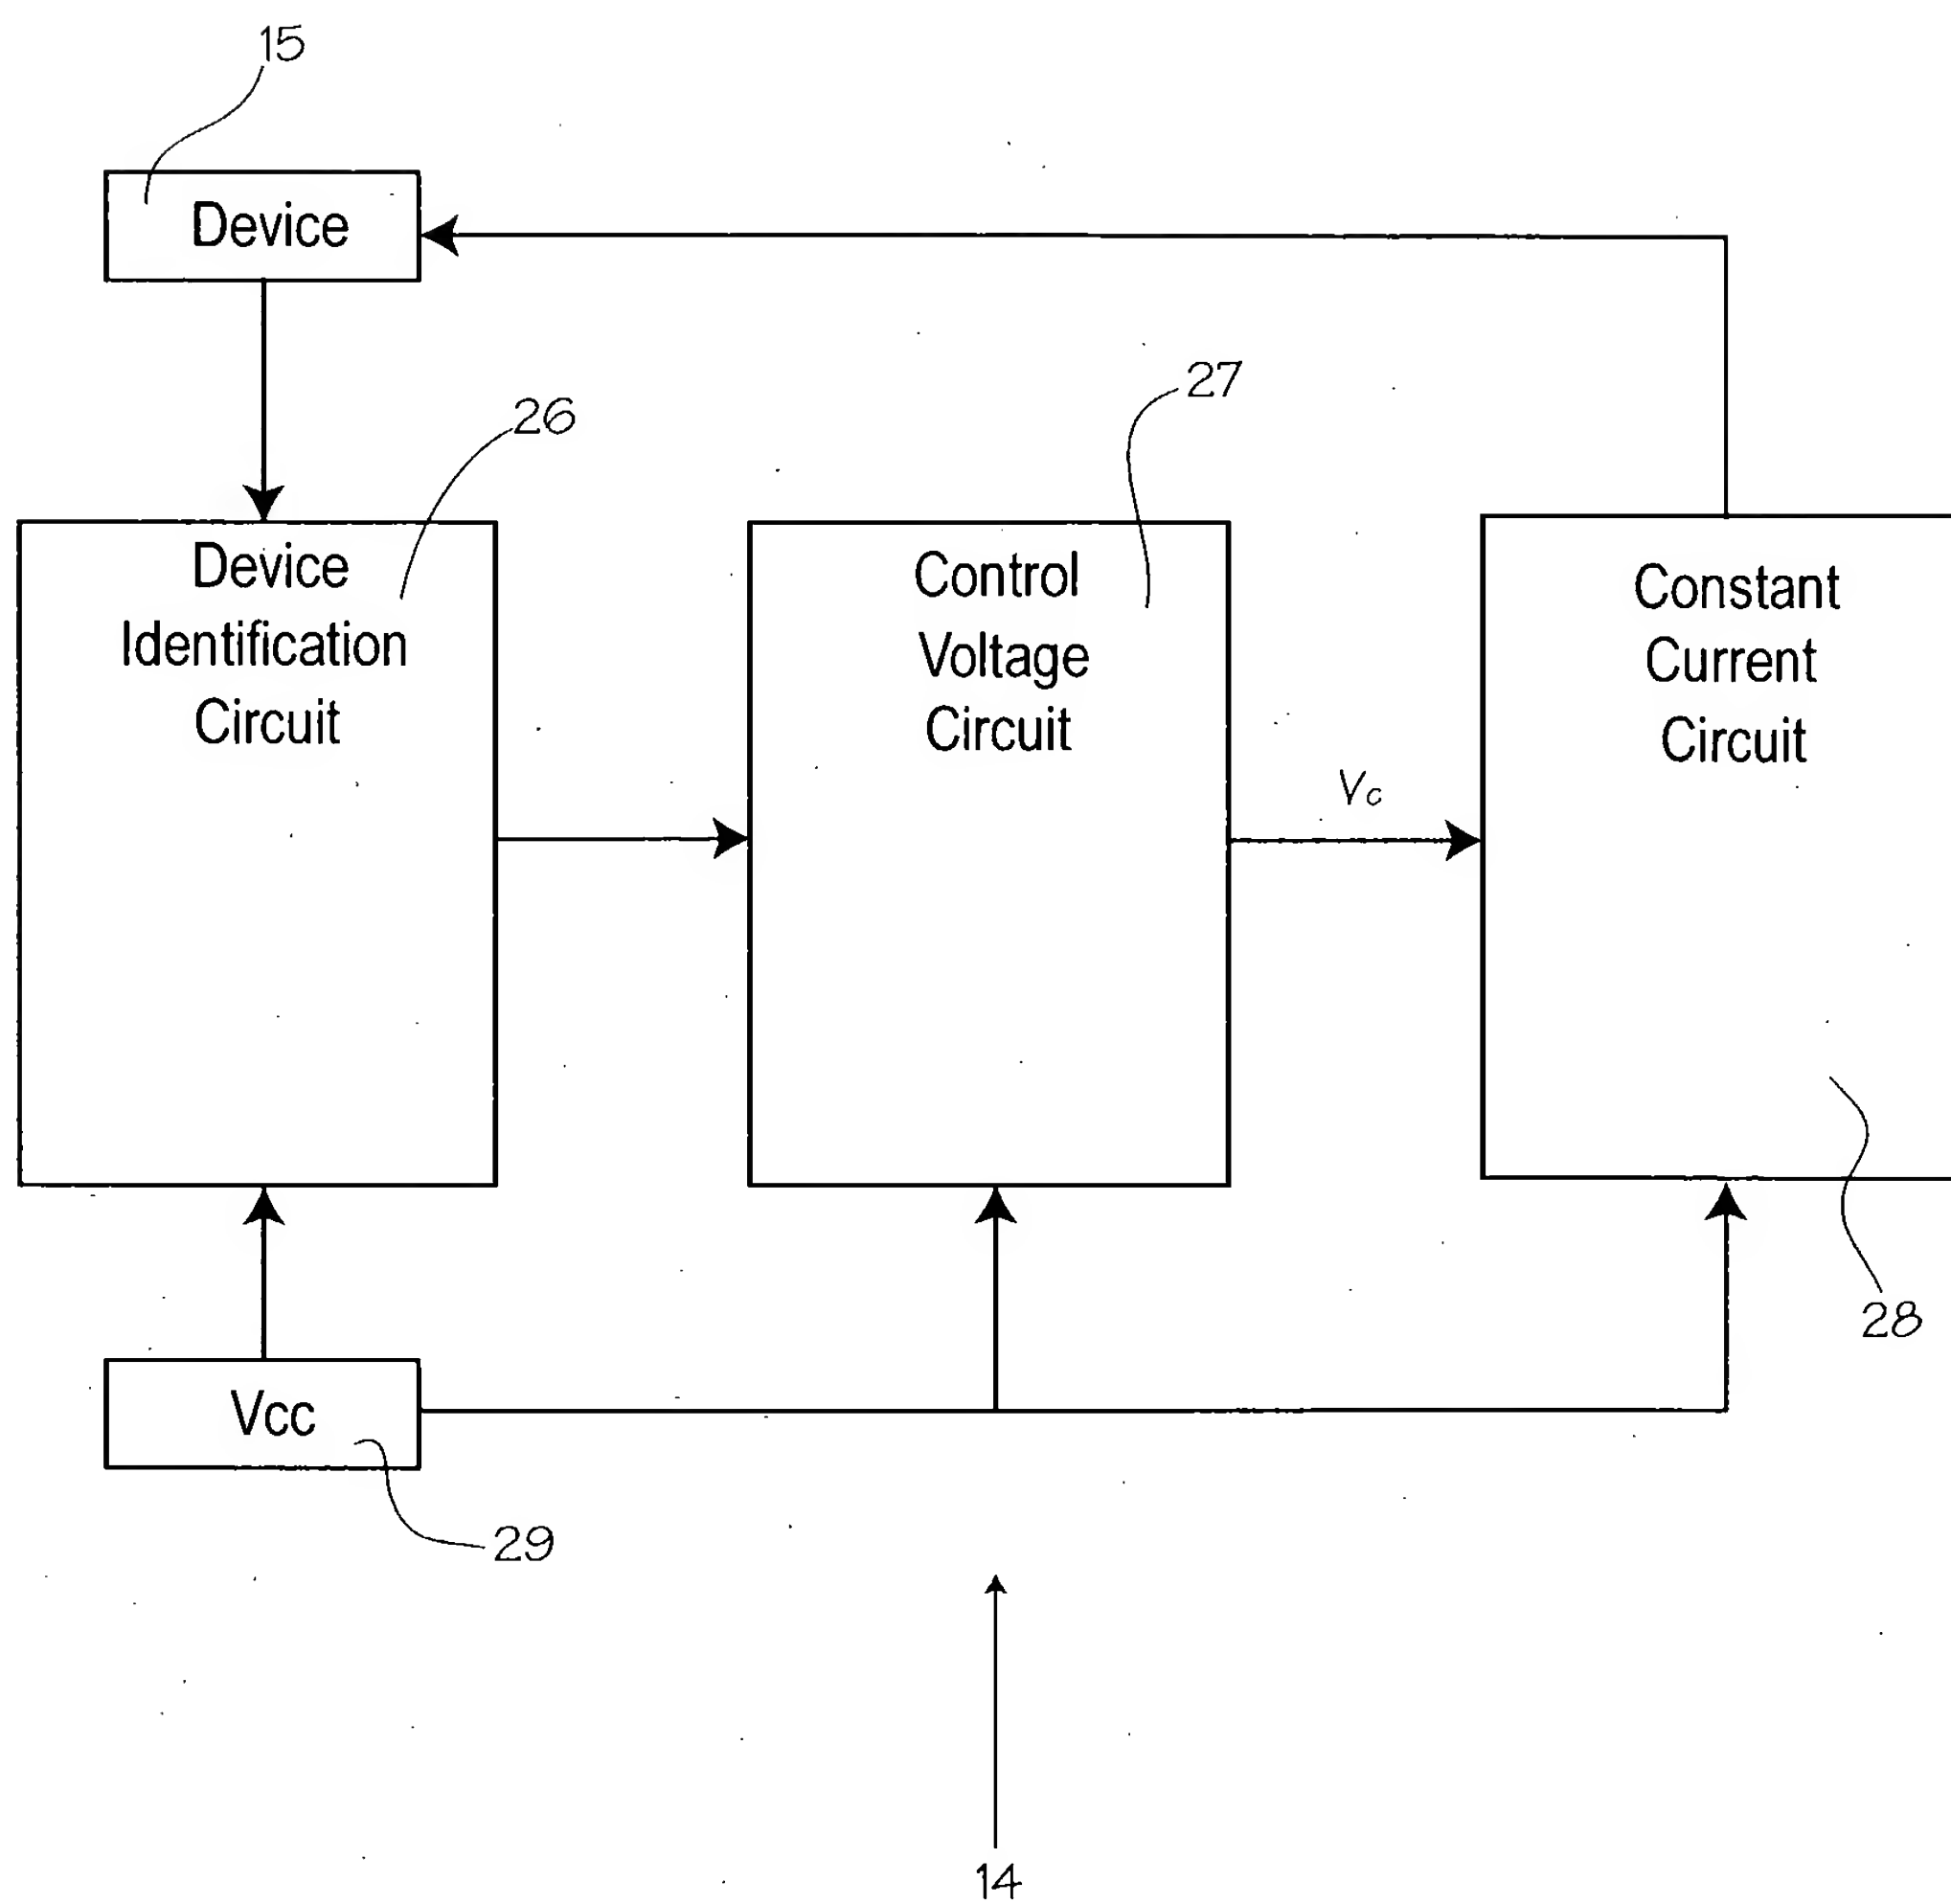 15
Device
27
26
Device
Identification
Circuit
Control
Voltage
Circuit
Constant
Current
Circuit
Vc
28
Vcc
29
14